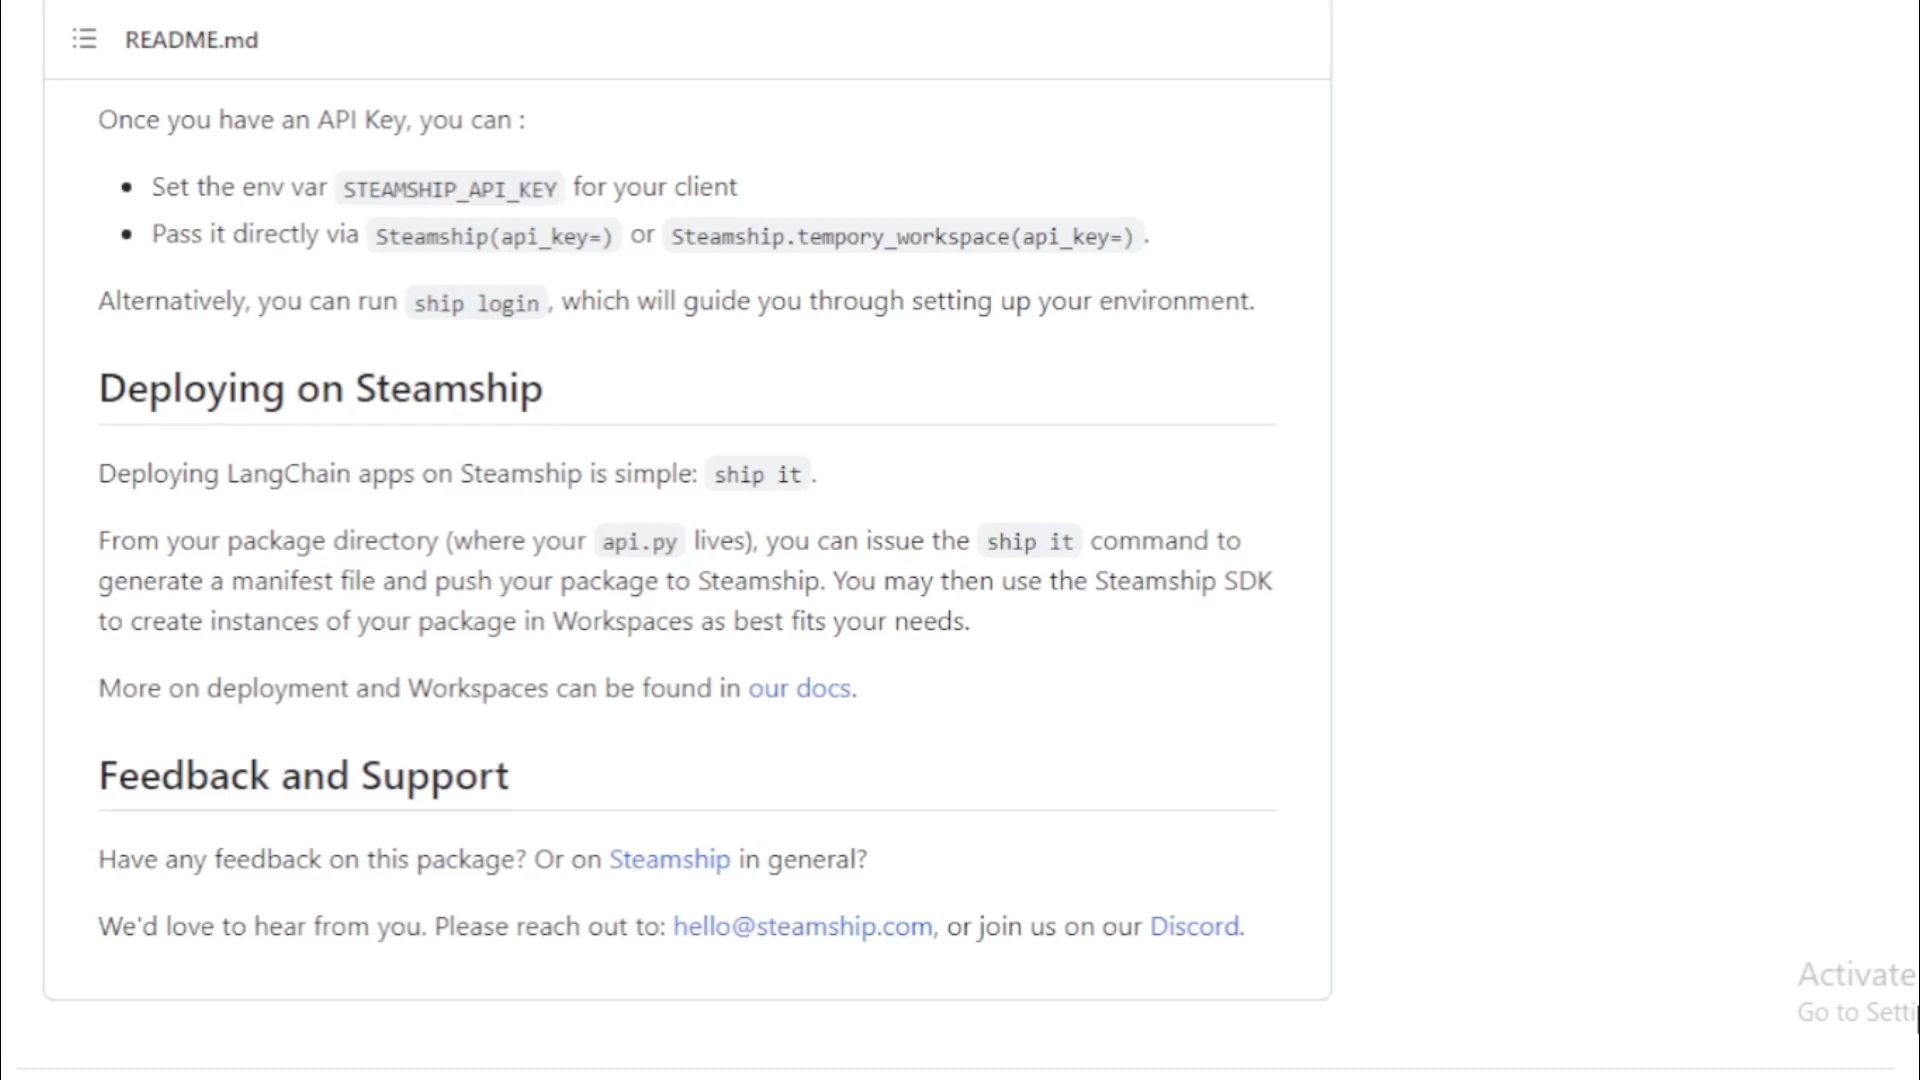 README.md
Once you have an API Key, you can :
Set the env var STEAMSHIP_API_KEY for your client
Pass it directly via Steamship(api_key=) or Steamship.tempory_workspace(api_key=).
Alternatively, you can run ship login, which will guide you through setting up your environment.
Deploying on Steamship
Deploying LangChain apps on Steamship is simple: ship it.
From your package directory (where your api.py lives), you can issue the ship it command to
generate a manifest file and push your package to Steamship. You may then use the Steamship SDK
to create instances of your package in Workspaces as best fits your needs.
More on deployment and Workspaces can be found in our docs.
Feedback and Support
Have any feedback on this package? Or on Steamship in general?
We'd love to hear from you. Please reach out to: hello@steamship.com, or join us on our Discord.
Activate
Go to Setti